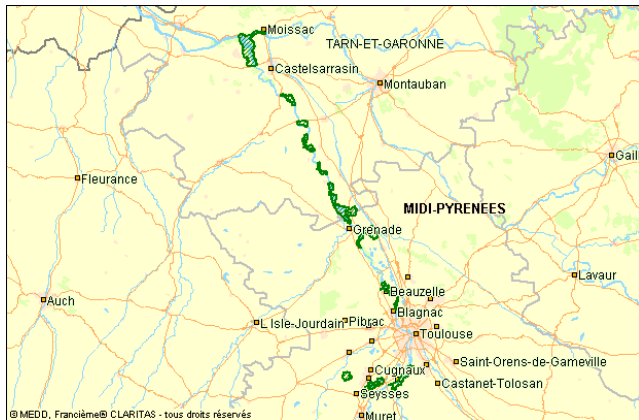 Moissac
TARN-ET-GARONNE
Castelsarrasin
Montauban
Gail
Fleurance
MIDI-PYRENEES
Grenade
Lavaur
Beauzelle
Auch
Blagnac
L Isle-Jourdain
Pibrac
Toulouse
Saint-Orens-de-Gameville
Cugnaux
Castanet-Tolosan
Seysses
Muret
© MEDD, Francième® CLARITAS - tous droits réservés